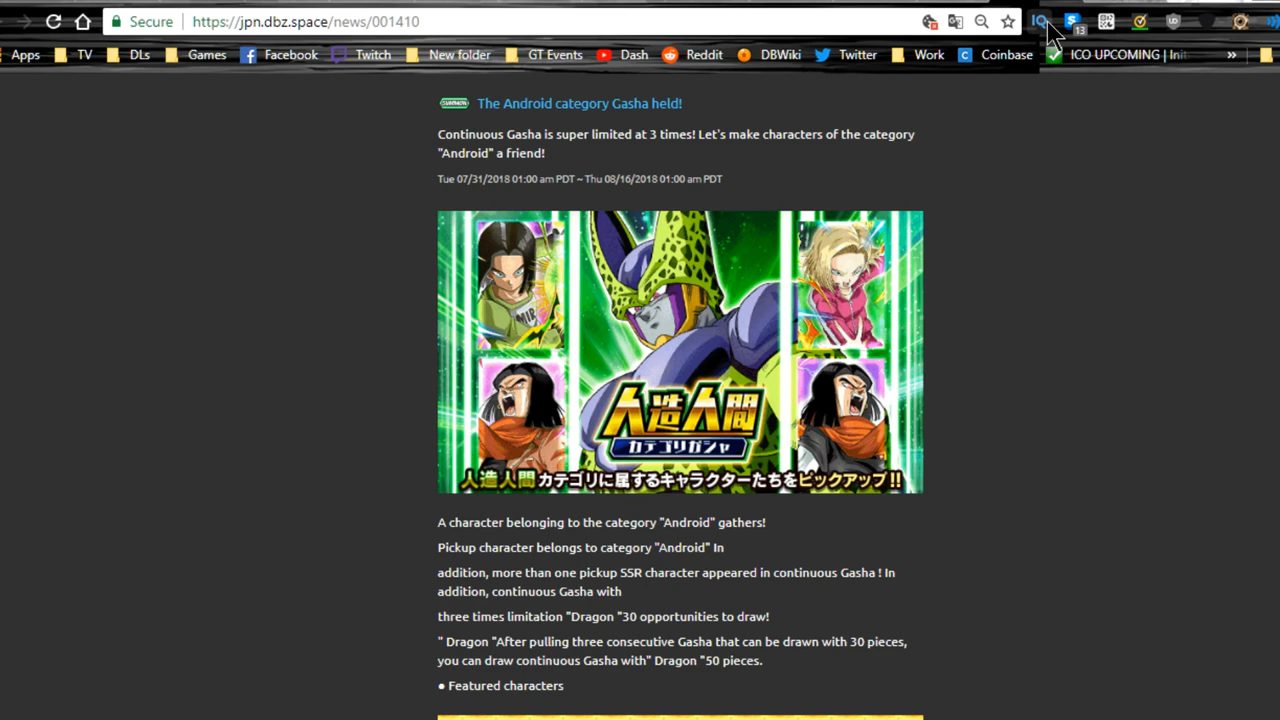 Secure https://jpn.dbz.space/news/001410
13
Apps TV DLs Games Facebook Twitch New folder GT Events YouTube Reddit Dash DBWiki Twitter Work Coinbase ICO UPCOMING | Init »
SUMMON The Android category Gasha held!
Continuous Gasha is super limited at 3 times! Let's make characters of the category
"Android" a friend!
Tue 07/31/2018 01:00 am PDT ~ Thu 08/16/2018 01:00 am PDT
MIR
人造人間
カテゴリガシャ
人造人間カテゴリに属するキャラクターたちをピックアップ!!
A character belonging to the category "Android" gathers!
Pickup character belongs to category "Android" In
addition, more than one pickup SSR character appeared in continuous Gasha ! In
addition, continuous Gasha with
three times limitation "Dragon "30 opportunities to draw!
" Dragon "After pulling three consecutive Gasha that can be drawn with 30 pieces,
you can draw continuous Gasha with" Dragon "50 pieces.
● Featured characters